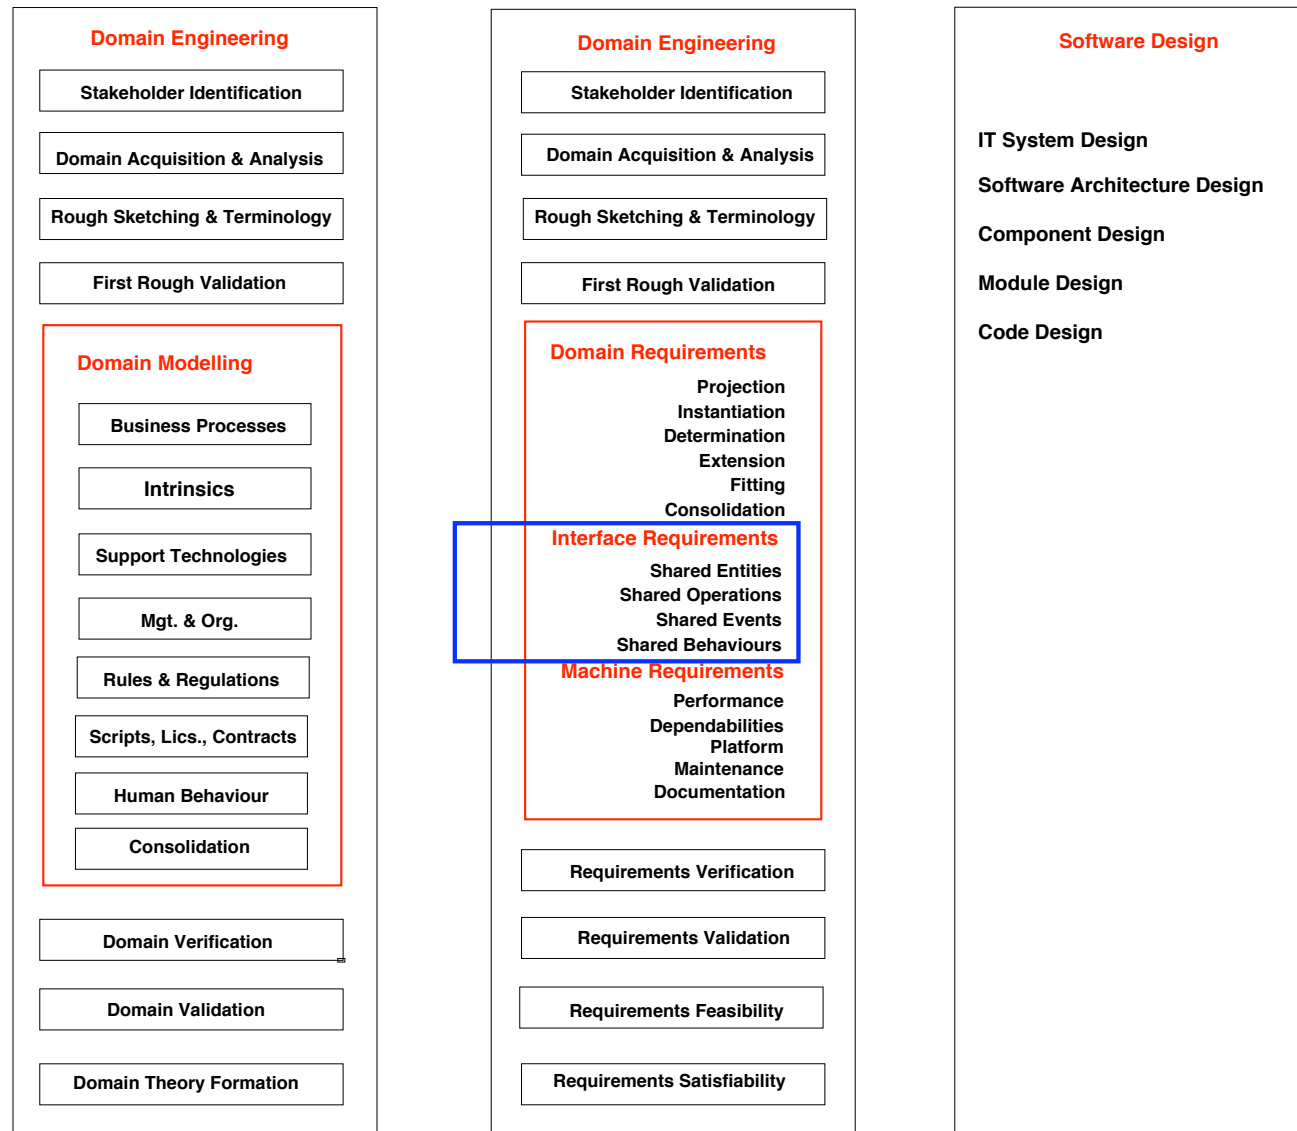 Domain Engineering
Stakeholder Identification
Domain Acquisition & Analysis
Rough Sketching & Terminology
First Rough Validation
Domain Modelling
Business Processes
Intrinsics
Support Technologies
Mgt. & Org.
Rules & Regulations
Scripts, Lics., Contracts
Human Behaviour
Consolidation
Domain Verification
Domain Validation
Domain Theory Formation
Domain Engineering
Stakeholder Identification
Domain Acquisition & Analysis
Rough Sketching & Terminology
First Rough Validation
Domain Requirements
Projection
Instantiation
Determination
Extension
Fitting
Consolidation
Interface Requirements
Shared Entities
Shared Operations
Shared Events
Shared Behaviours
Machine Requirements
Performance
Dependabilities
Platform
Maintenance
Documentation
Requirements Verification
Requirements Validation
Requirements Feasibility
Requirements Satisfiability
Software Design
IT System Design
Software Architecture Design
Component Design
Module Design
Code Design